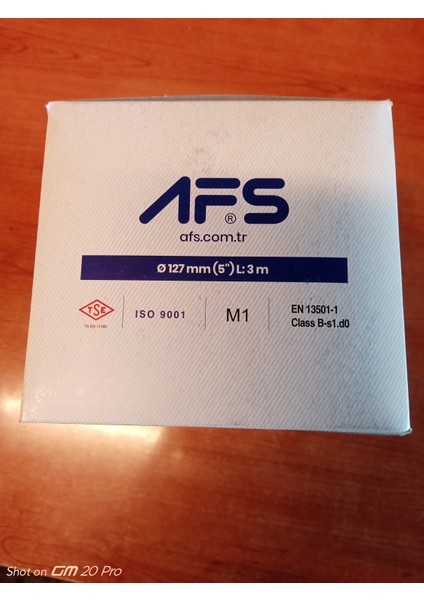 AFS
®
afs.com.tr
Ø 127 mm (5") L: 3 m
TSE
ISO 9001
M1
EN 13501-1
Class B-s1.d0
Shot on GM 20 Pro